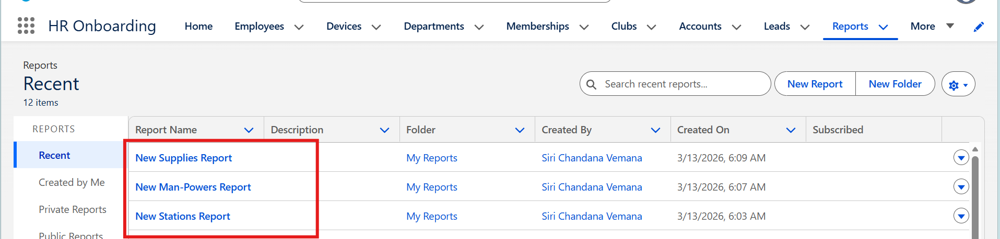 HR Onboarding Home Employees Devices Departments Memberships Clubs Accounts Leads Reports More
Reports
Recent
12 items
Search recent reports... New Report New Folder
REPORTS
Recent
Created by Me
Private Reports
Public Reports
Report Name Description Folder Created By Created On Subscribed
New Supplies Report My Reports Siri Chandana Vemana 3/13/2026, 6:09 AM
New Man-Powers Report My Reports Siri Chandana Vemana 3/13/2026, 6:07 AM
New Stations Report My Reports Siri Chandana Vemana 3/13/2026, 6:03 AM